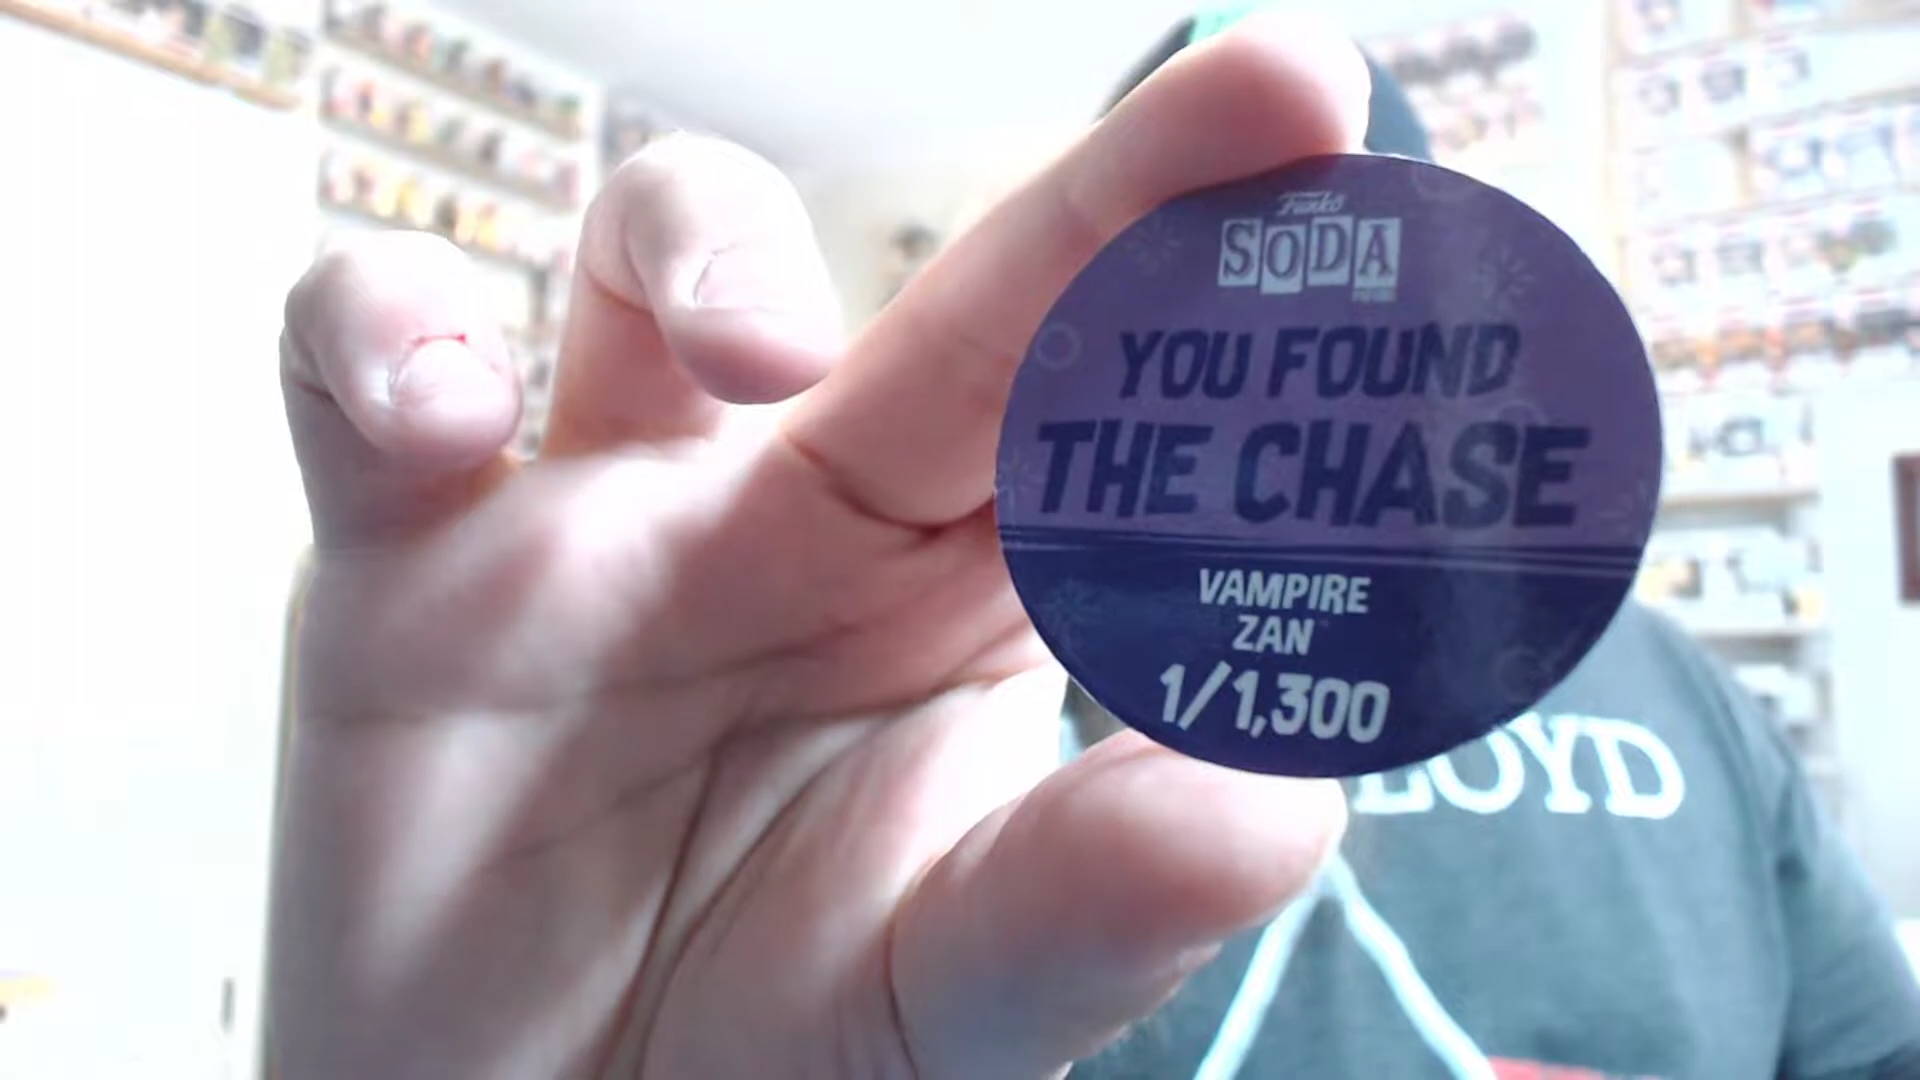 Funko
SODA
YOU FOUND
THE CHASE
VAMPIRE
ZAN
1/1,300
LOYD